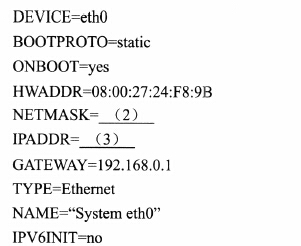 DEVICE=eth0
BOOTPROTO=static
ONBOOT=yes
HWADDR=08:00:27:24:F8:9B
NETMASK=（2）
IPADDR=（3）
GATEWAY=192.168.0.1
TYPE=Ethernet
NAME=“System eth0”
IPV6INIT=no